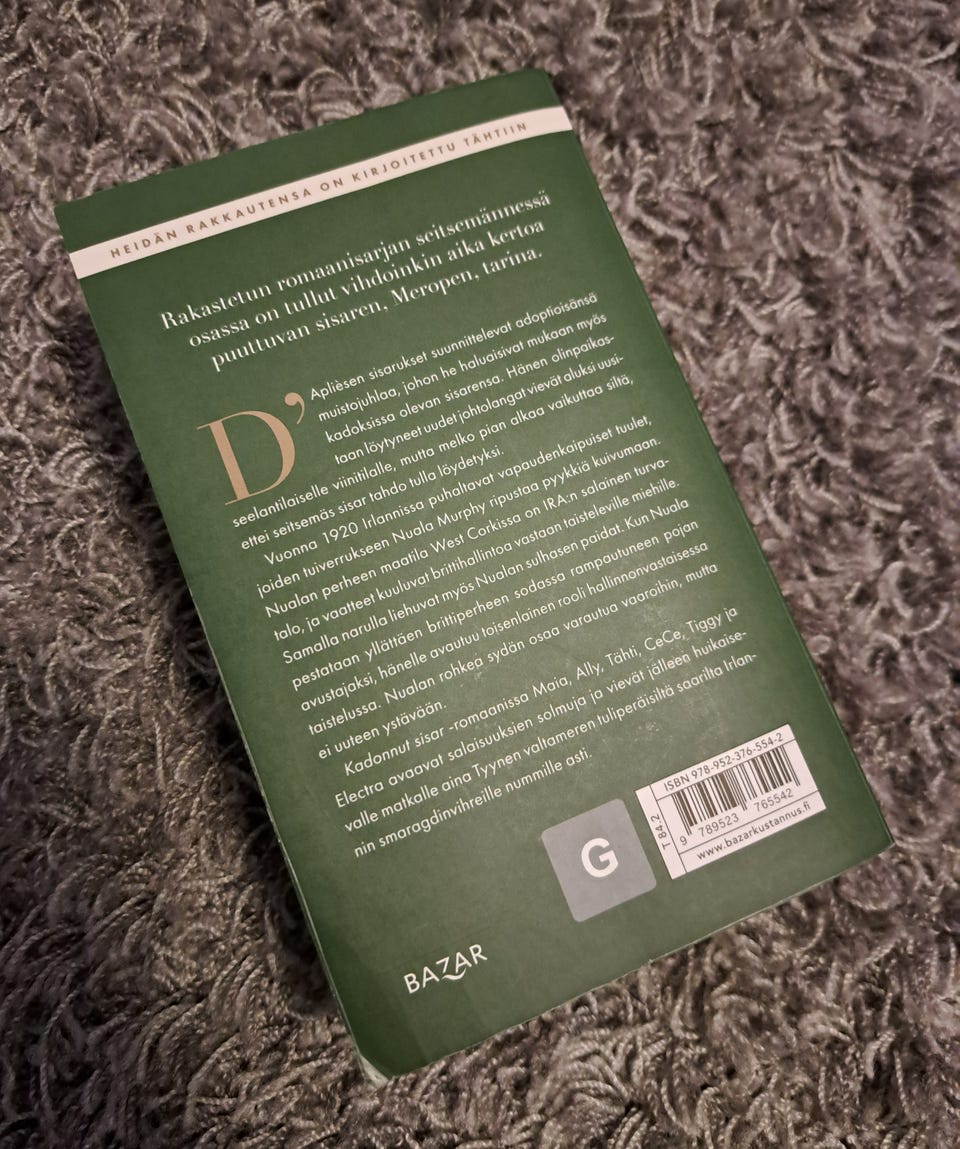 HEIDÄN RAKKAUTENSA ON KIRJOITETTU TÄHTIIN
Rakastetun romaanisarjan seitsemännessä
osassa on tullut vihdoinkin aika kertoa
puuttuvan sisaren, Meropen, tarina.
D'Aplièsen sisarukset suunnittelevat adoptioisänsä
muistojuhlaa, johon he haluaisivat mukaan myös
kadoksissa olevan sisarensa. Hänen olinpaikas-
taan löytyneet uudet johtolangat vievät aluksi uusi-
seelantilaiselle viinitilalle, mutta melko pian alkaa vaikuttaa siltä,
ettei seitsemäs sisar tahdo tulla löydetyksi.
Vuonna 1920 Irlannissa puhaltavat vapaudenkaipuiset tuulet,
joiden tuiverrukseen Nuala Murphy ripustaa pyykkiä kuivumaan.
Nualan perheen maatila West Corkissa on IRA:n salainen turva-
talo, ja vaatteet kuuluvat brittihallintoa vastaan taisteleville miehille.
Samalla narulla liehuvat myös Nualan sulhasen paidat. Kun Nuala
pestataan yllättäen brittiperheen sodassa rampautuneen pojan
avustajaksi, hänelle avautuu toisenlainen rooli hallinnonvastaisessa
taistelussa. Nualan rohkea sydän osaa varautua vaaroihin, mutta
ei uuteen ystävään.
Kadonnut sisar -romaanissa Maia, Ally, Tähti, CeCe, Tiggy ja
Electra avaavat salaisuuksien solmuja ja vievät jälleen huikaise-
valle matkalle aina Tyynen valtameren tuliperäisiltä saarilta Irlan-
nin smaragdinvihreille nummille asti.
ISBN 978-952-376-554-2
T 84.2
9 789523 765542
www.bazarkustannus.fi
G
BAZAR